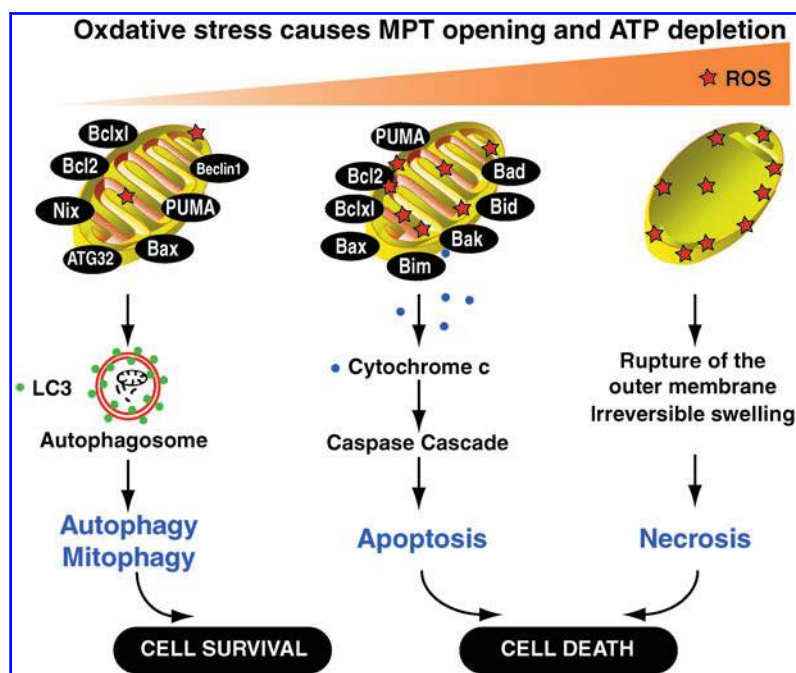 Oxdative stress causes MPT opening and ATP depletion
ROS
Bclxl
Bcl2
Beclin1
Nix
PUMA
ATG32
Bax
PUMA
Bcl2
Bad
Bclxl
Bid
Bax
Bak
Bim
LC3
Autophagosome
Cytochrome c
Caspase Cascade
Rupture of the
outer membrane
Irreversible swelling
Autophagy
Mitophagy
Apoptosis
Necrosis
CELL SURVIVAL
CELL DEATH